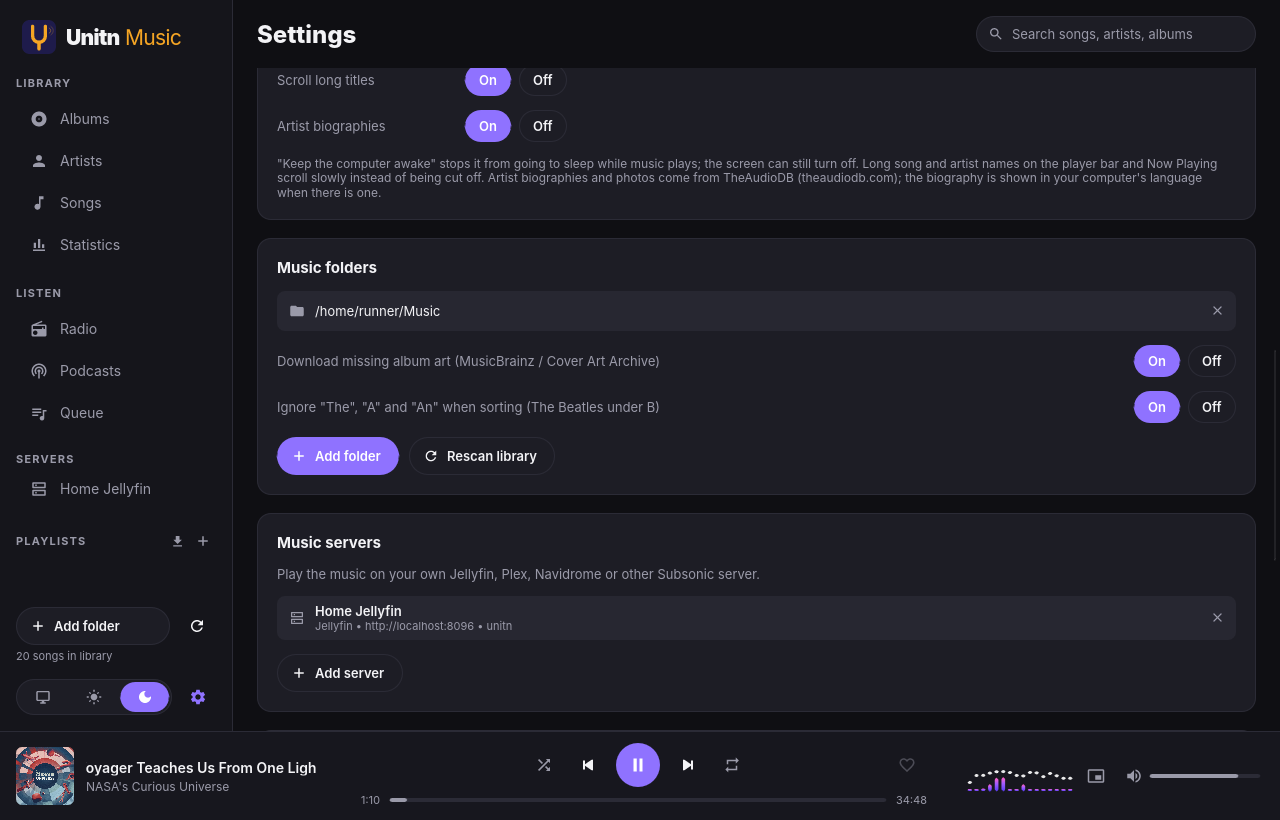 Unitn Music
LIBRARY
Albums
Artists
Songs
Statistics
LISTEN
Radio
Podcasts
Queue
SERVERS
Home Jellyfin
PLAYLISTS
Add folder
20 songs in library
Settings
Search songs, artists, albums
Scroll long titles On Off
Artist biographies On Off
"Keep the computer awake" stops it from going to sleep while music plays; the screen can still turn off. Long song and artist names on the player bar and Now Playing
scroll slowly instead of being cut off. Artist biographies and photos come from TheAudioDB (theaudiodb.com); the biography is shown in your computer's language
when there is one.
Music folders
/home/runner/Music
Download missing album art (MusicBrainz / Cover Art Archive) On Off
Ignore "The", "A" and "An" when sorting (The Beatles under B) On Off
Add folder Rescan library
Music servers
Play the music on your own Jellyfin, Plex, Navidrome or other Subsonic server.
Home Jellyfin
Jellyfin • http://localhost:8096 • unitn
Add server
oyager Teaches Us From One Ligh
NASA's Curious Universe
1:10 34:48